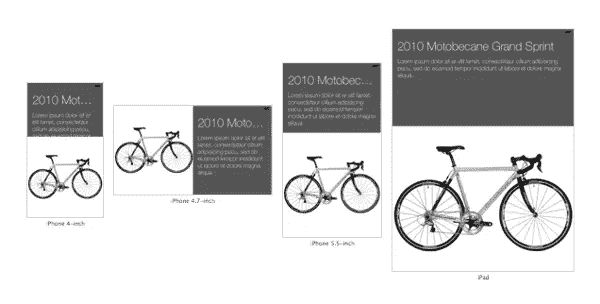 2010 Mot...
Lorem ipsum dolor sit
er elit lamet, consectetaur
cillium adipisicing pecu,
iPhone 4-inch
2010 Moto...
Lorem ipsum dolor sit er elit
lamet, consectetaur cillium
adipisicing pecu, sed do
eiusmod tempor incididunt
ut labore et dolore magna
aliqua.
iPhone 4.7-inch
2010 Motobec...
Lorem ipsum dolor sit er elit lamet,
consectetaur cillium adipisicing pecu,
sed do eiusmod tempor incididunt
ut labore et dolore magna
iPhone 5.5-inch
2010 Motobecane Grand Sprint
Lorem ipsum dolor sit er elit lamet, consectetaur cillium adipisicing
pecu, sed do eiusmod tempor incididunt ut labore et dolore magna
aliqua.
iPad